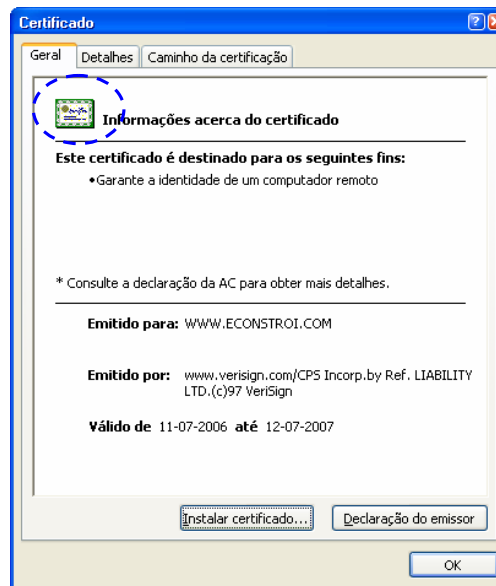 Certificado
Geral Detalhes Caminho da certificação
Informações acerca do certificado
Este certificado é destinado para os seguintes fins:
•Garante a identidade de um computador remoto
* Consulte a declaração da AC para obter mais detalhes.
Emitido para: WWW.ECONSTROI.COM
Emitido por: www.verisign.com/CPS Incorp.by Ref. LIABILITY
LTD.(c)97 VeriSign
Válido de 11-07-2006 até 12-07-2007
Instalar certificado... Declaração do emissor
OK